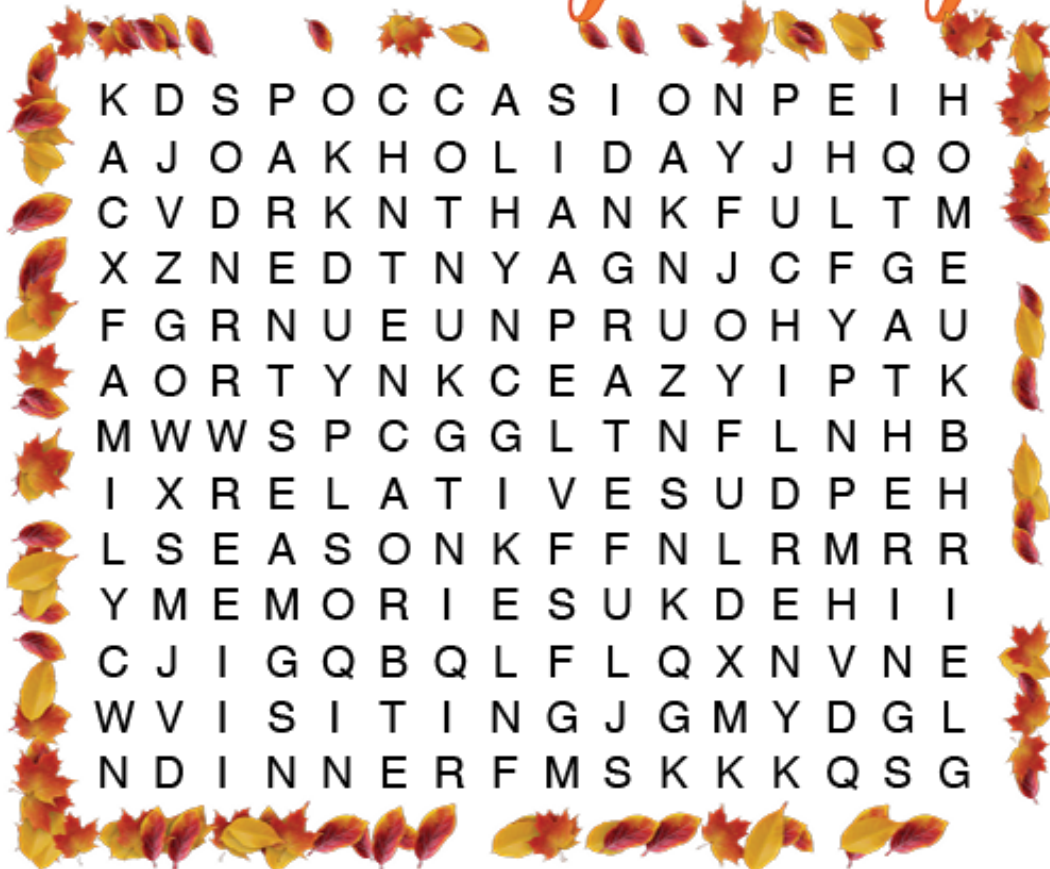 K D S P O C C A S I O N P E I H
A J O A K H O L I D A Y J H Q O
C V D R K N T H A N K F U L T M
X Z N E D T N Y A G N J C F G E
F G R N U E U N P R U O H Y A U
A O R T Y N K C E A Z Y I P T K
M W W S P C G G L T N F L N H B
I X R E L A T I V E S U D P E H
L S E A S O N K F F N L R M R R
Y M E M O R I E S U K D E H I I
C J I G Q B Q L F L Q X N V N E
W V I S I T I N G J G M Y D G L
N D I N N E R F M S K K K Q S G